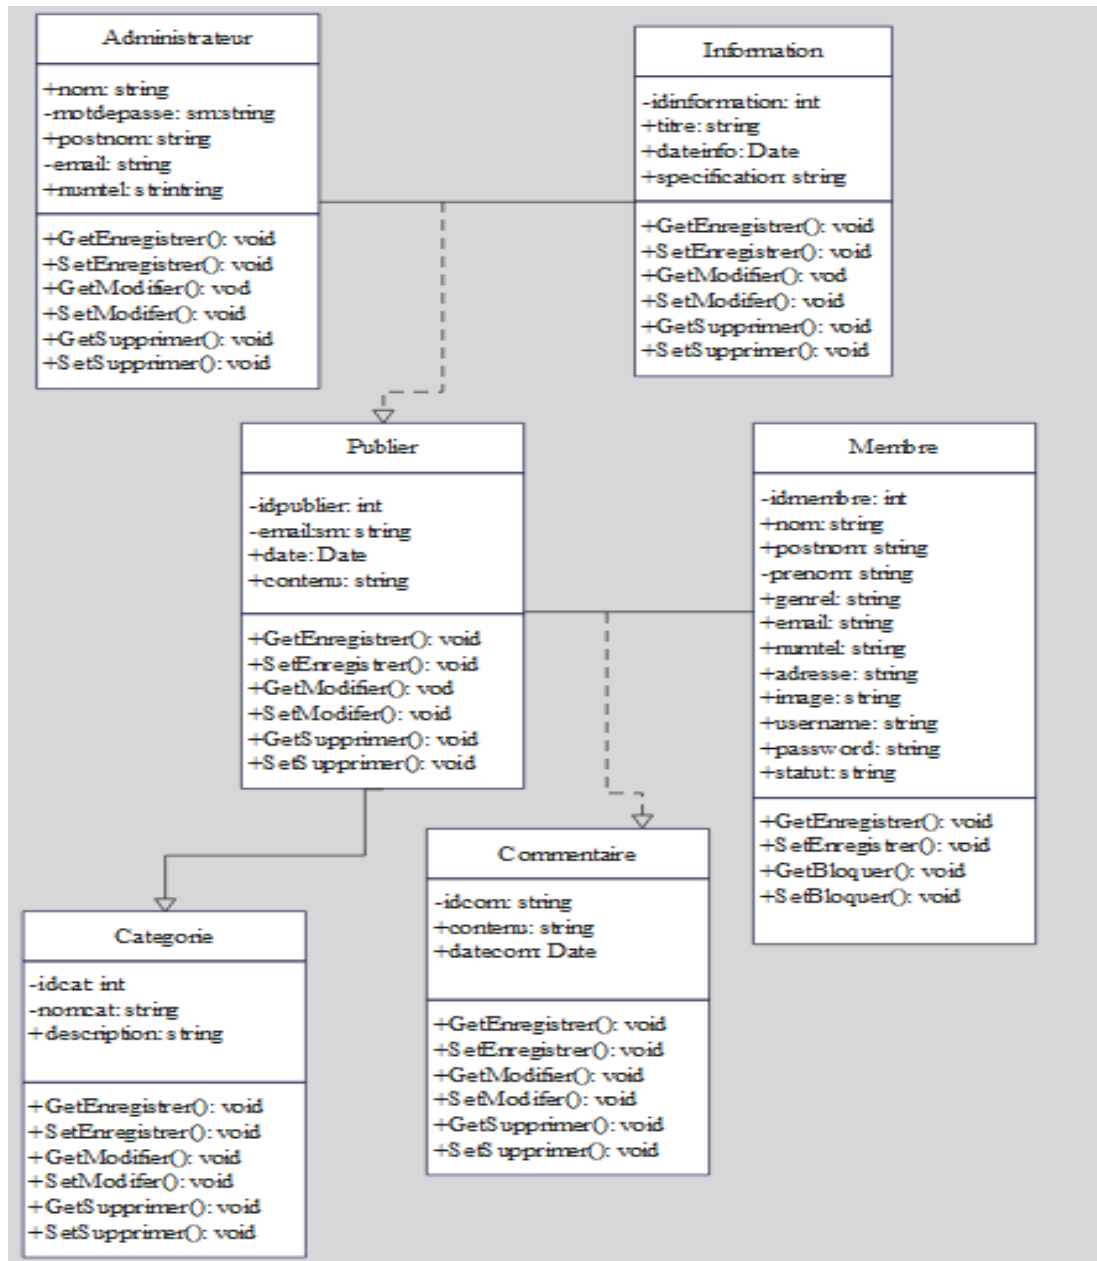 Administrateur
+nom: string
-motdepasse: sm:string
+postnom: string
-email: string
+numtel: strintring
+GetEnregistrer(): void
+SetEnregistrer(): void
+GetModifier(): vod
+SetModifer(): void
+GetSupprimer(): void
+SetSupprimer(): void
Information
-idinformation: int
+titre: string
+dateinfo: Date
+specification: string
+GetEnregistrer(): void
+SetEnregistrer(): void
+GetModifier(): vod
+SetModifer(): void
+GetSupprimer(): void
+SetSupprimer(): void
Publier
-idpublier: int
-email:sm: string
+date: Date
+contenu: string
+GetEnregistrer(): void
+SetEnregistrer(): void
+GetModifier(): vod
+SetModifer(): void
+GetSupprimer(): void
+SetSupprimer(): void
Membre
-idmembre: int
+nom: string
+postnom: string
-prenom: string
+genrel: string
+email: string
+numtel: string
+adresse: string
+image: string
+username: string
+password: string
+statut: string
+GetEnregistrer(): void
+SetEnregistrer(): void
+GetBloquer(): void
+SetBloquer(): void
Commentaire
-idcom: string
+contenu: string
+datecom: Date
+GetEnregistrer(): void
+SetEnregistrer(): void
+GetModifier(): void
+SetModifer(): void
+GetSupprimer(): void
+SetSupprimer(): void
Categorie
-idcat: int
-nomcat: string
+description: string
+GetEnregistrer(): void
+SetEnregistrer(): void
+GetModifier(): void
+SetModifer(): void
+GetSupprimer(): void
+SetSupprimer(): void